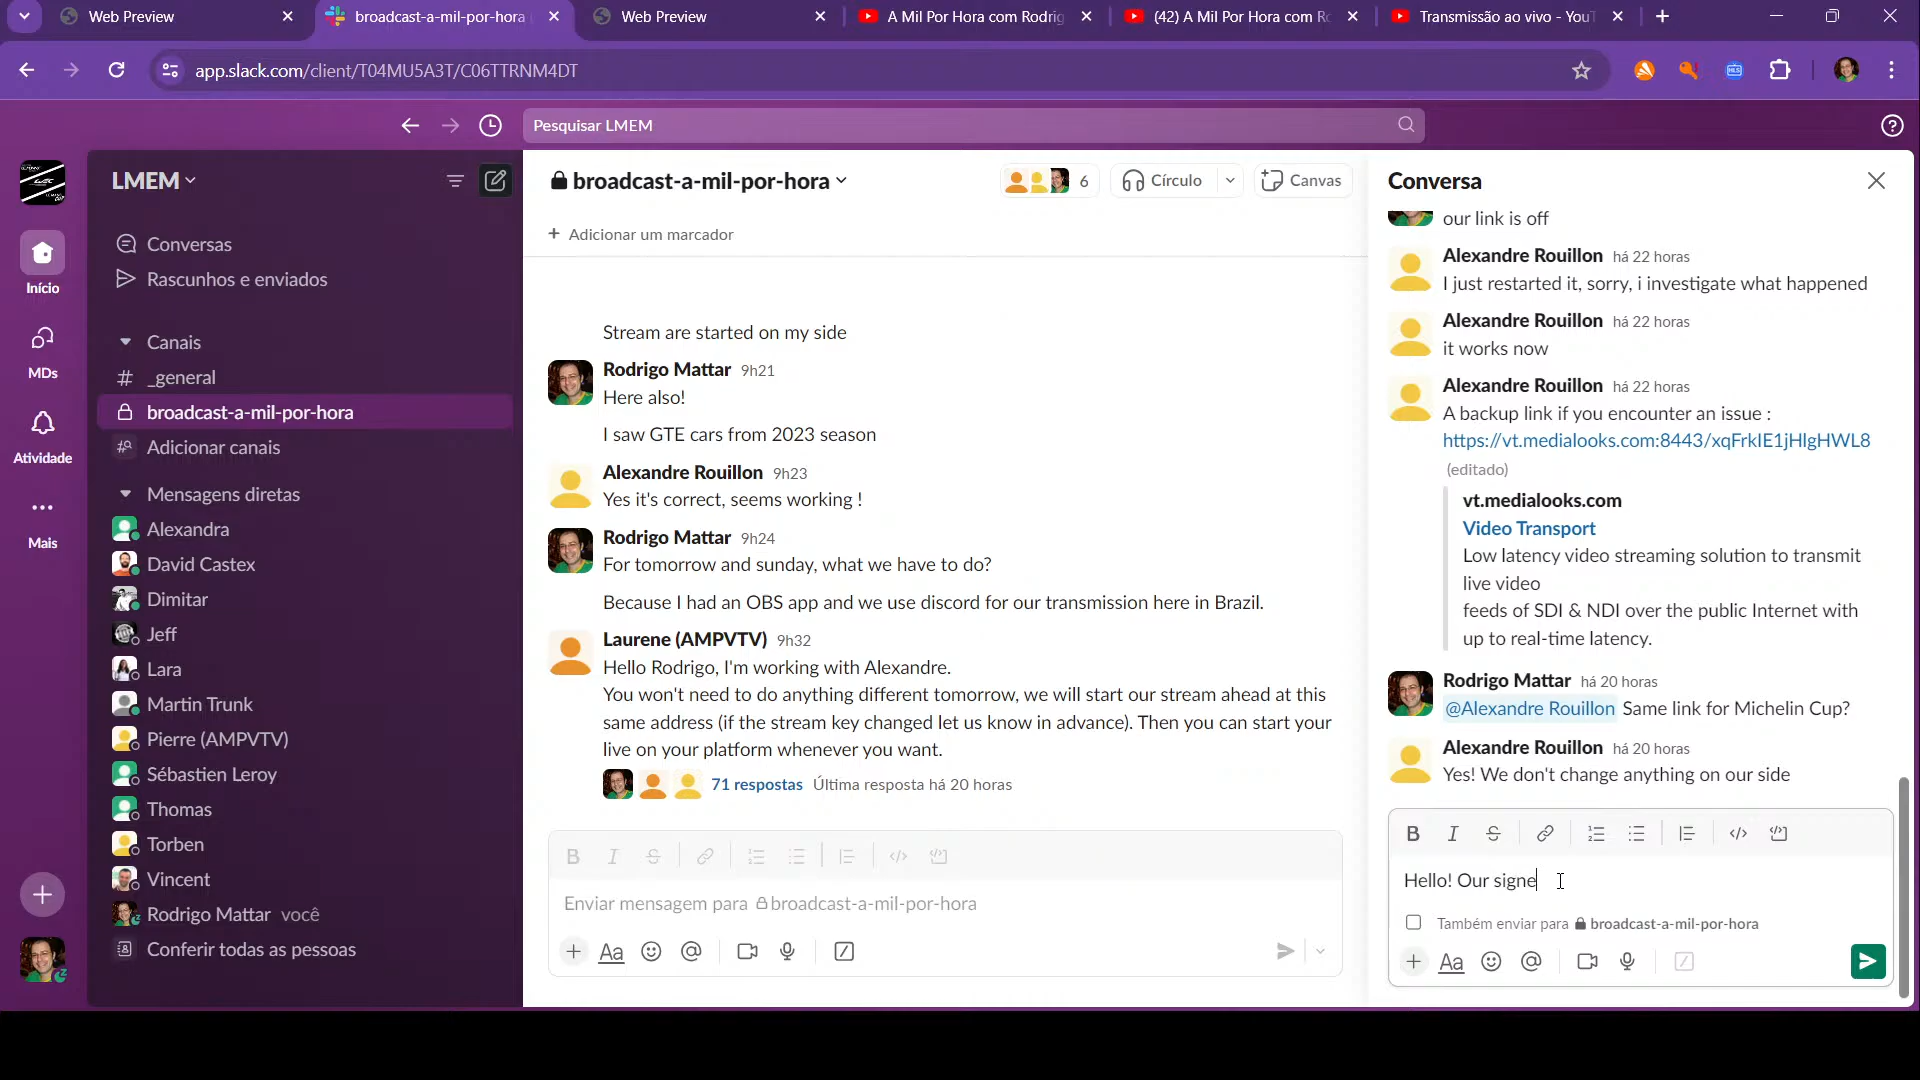 Web Preview
broadcast-a-mil-por-hora
Web Preview
A Mil Por Hora com Rodrig
(42) A Mil Por Hora com Ro
Transmissão ao vivo - YouT
app.slack.com/client/T04MU5A3T/C06TTRNM4DT
Pesquisar LMEM
LMEM
Início
MDs
Atividade
Mais
Conversas
Rascunhos e enviados
Canais
# _general
broadcast-a-mil-por-hora
Adicionar canais
Mensagens diretas
Alexandra
David Castex
Dimitar
Jeff
Lara
Martin Trunk
Pierre (AMPVTV)
Sébastien Leroy
Thomas
Torben
Vincent
Rodrigo Mattar você
Conferir todas as pessoas
broadcast-a-mil-por-hora
6
Círculo
Canvas
+ Adicionar um marcador
Stream are started on my side
Rodrigo Mattar 9h21
Here also!
I saw GTE cars from 2023 season
Alexandre Rouillon 9h23
Yes it's correct, seems working !
Rodrigo Mattar 9h24
For tomorrow and sunday, what we have to do?
Because I had an OBS app and we use discord for our transmission here in Brazil.
Laurene (AMPVTV) 9h32
Hello Rodrigo, I'm working with Alexandre.
You won't need to do anything different tomorrow, we will start our stream ahead at this
same address (if the stream key changed let us know in advance). Then you can start your
live on your platform whenever you want.
71 respostas Última resposta há 20 horas
Enviar mensagem para broadcast-a-mil-por-hora
Aa
Conversa
our link is off
Alexandre Rouillon há 22 horas
I just restarted it, sorry, i investigate what happened
Alexandre Rouillon há 22 horas
it works now
Alexandre Rouillon há 22 horas
A backup link if you encounter an issue :
https://vt.medialooks.com:8443/xqFrkIE1jHlgHWL8
(editado)
vt.medialooks.com
Video Transport
Low latency video streaming solution to transmit
live video
feeds of SDI & NDI over the public Internet with
up to real-time latency.
Rodrigo Mattar há 20 horas
@Alexandre Rouillon Same link for Michelin Cup?
Alexandre Rouillon há 20 horas
Yes! We don't change anything on our side
Hello! Our signe
Também enviar para broadcast-a-mil-por-hora
Aa